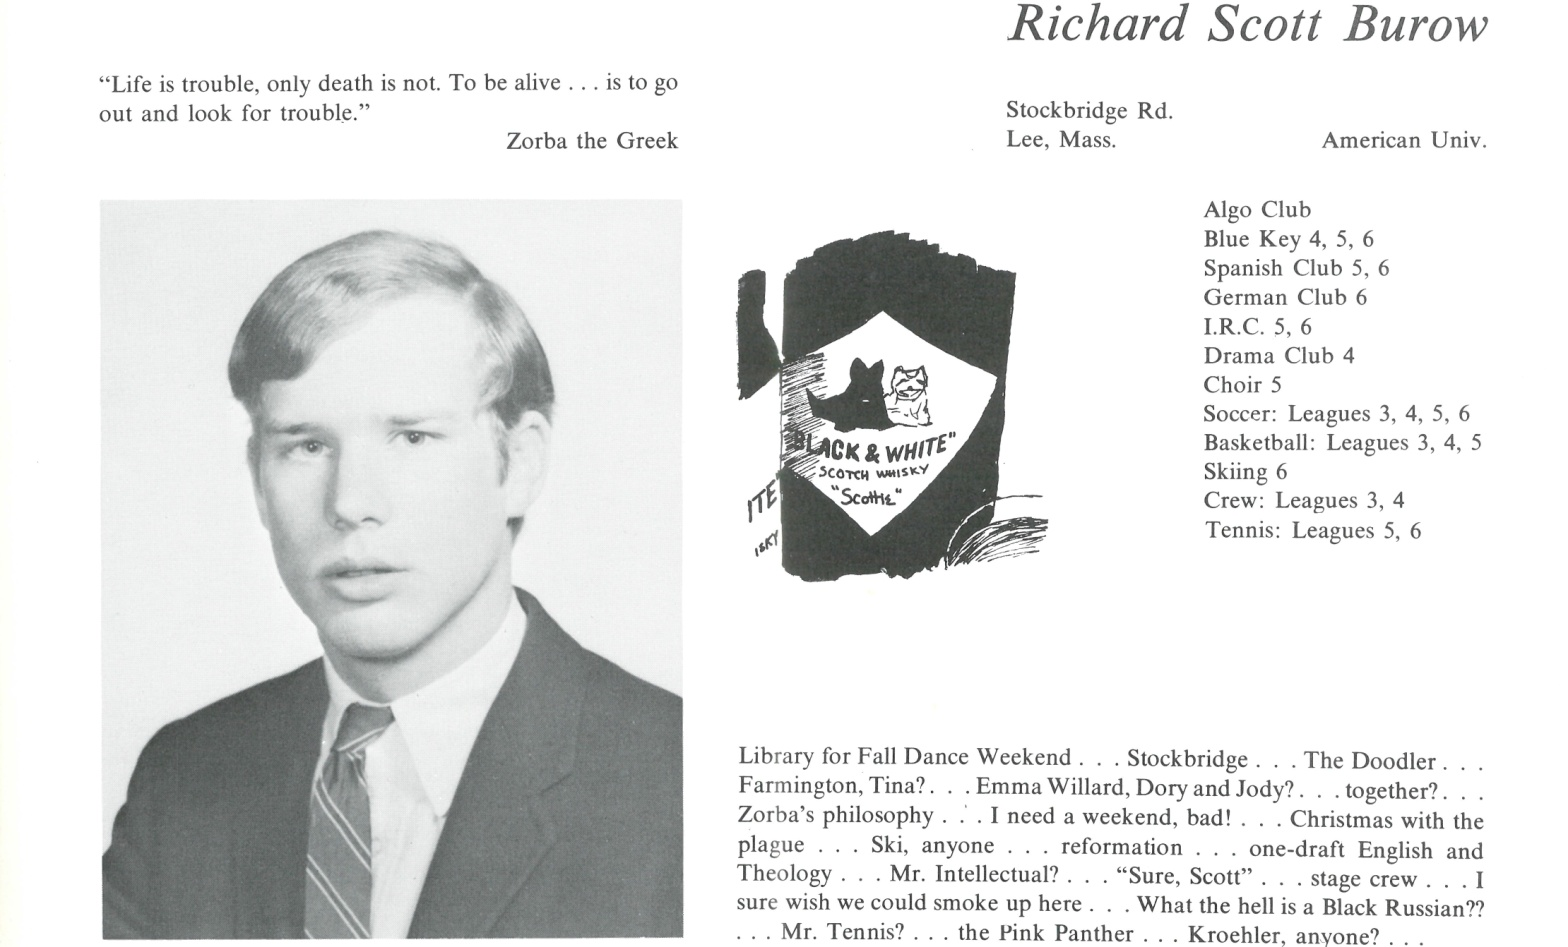 Richard Scott Burow
“Life is trouble, only death is not. To be alive . . . is to go
out and look for trouble.”
Zorba the Greek
Stockbridge Rd.
Lee, Mass.
American Univ.
Algo Club
Blue Key 4, 5, 6
Spanish Club 5, 6
German Club 6
I.R.C. 5, 6
Drama Club 4
Choir 5
Soccer: Leagues 3, 4, 5, 6
Basketball: Leagues 3, 4, 5
Skiing 6
Crew: Leagues 3, 4
Tennis: Leagues 5, 6
"BLACK & WHITE"
SCOTCH WHISKY
"Scottie"
ITE
ISKY
Library for Fall Dance Weekend . . . Stockbridge . . . The Doodler . . .
Farmington, Tina? . . . Emma Willard, Dory and Jody? . . . together? . . .
Zorba's philosophy . . . I need a weekend, bad! . . . Christmas with the
plague . . . Ski, anyone . . . reformation . . . one-draft English and
Theology . . . Mr. Intellectual? . . . “Sure, Scott” . . . stage crew . . . I
sure wish we could smoke up here . . . What the hell is a Black Russian??
. . . Mr. Tennis? . . . the Pink Panther . . . Kroehler, anyone? . . .